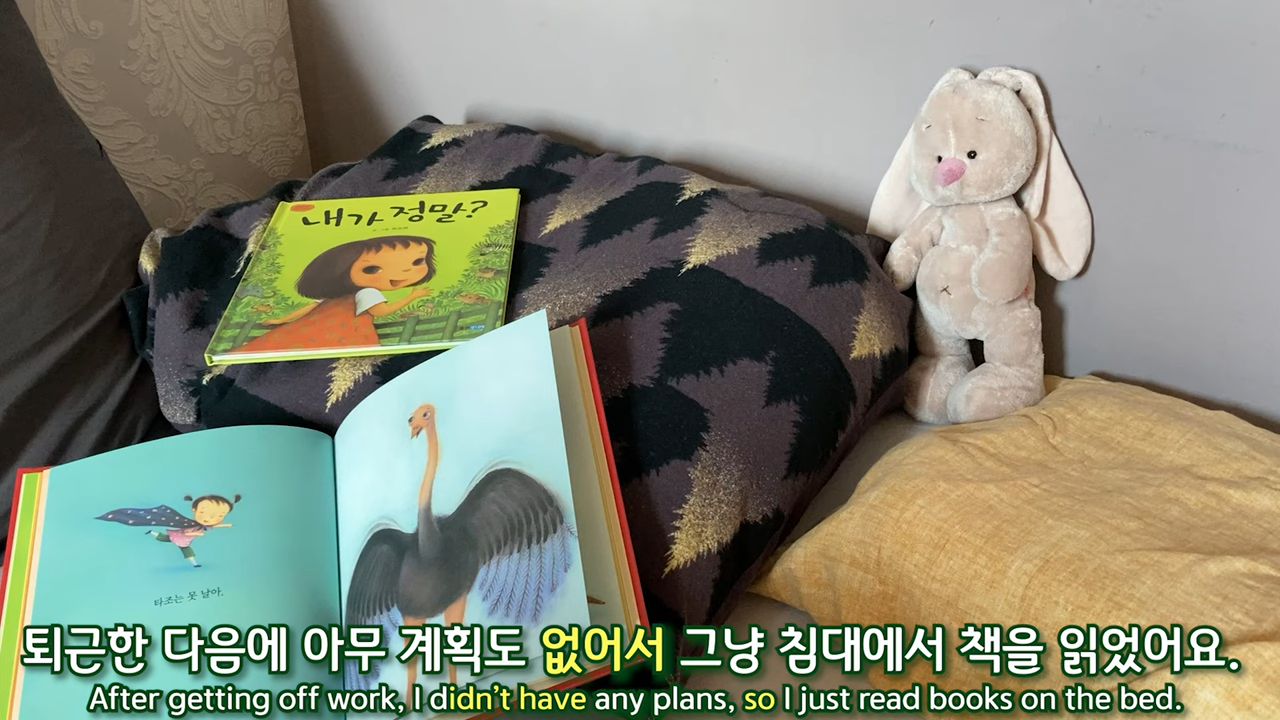 내가 정말?
타조는 못 날아.
퇴근한 다음에 아무 계획도 없어서 그냥 침대에서 책을 읽었어요.
After getting off work, I didn't have any plans, so I just read books on the bed.